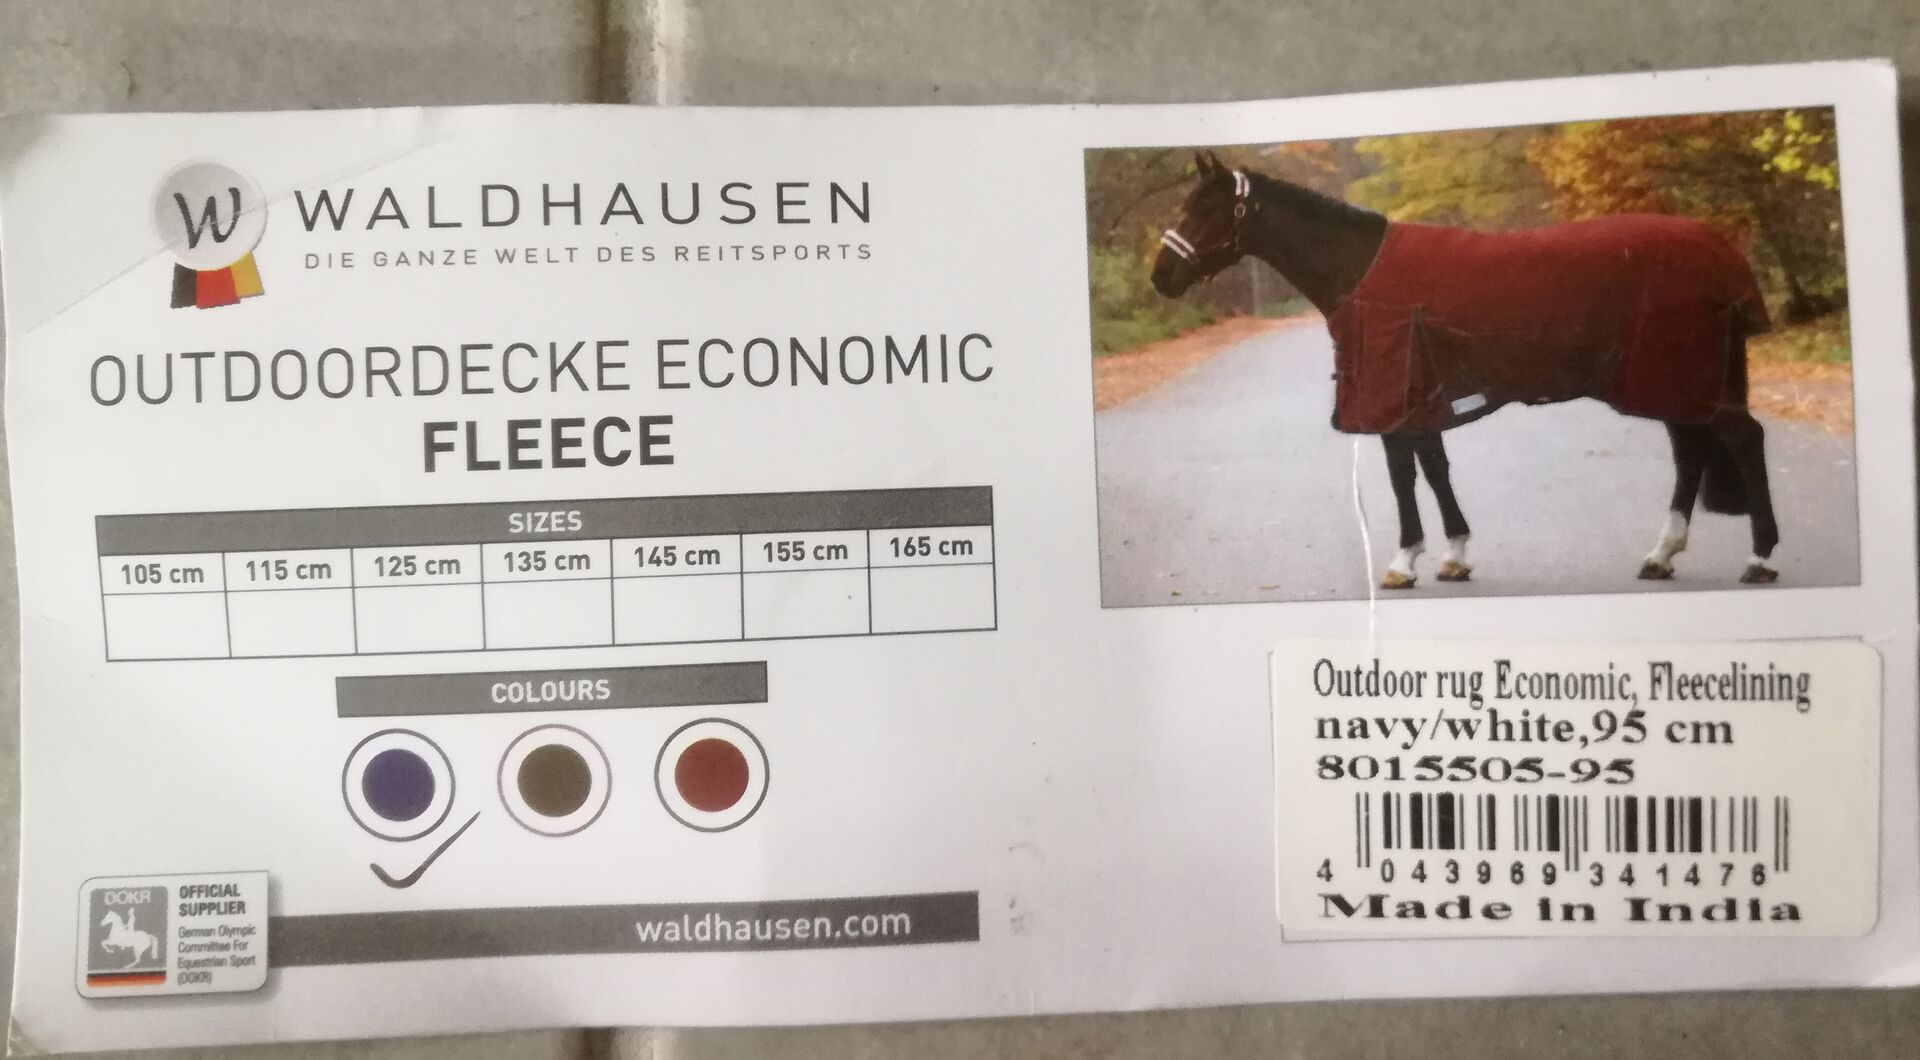 W WALDHAUSEN
DIE GANZE WELT DES REITSPORTS
OUTDOORDECKE ECONOMIC
FLEECE
SIZES
105 cm 115 cm 125 cm 135 cm 145 cm 155 cm 165 cm
COLOURS
DOKR
OFFICIAL
SUPPLIER
German Olympic
Committee For
Equestrian Sport
(DOKR)
waldhausen.com
Outdoor rug Economic, Fleecelining
navy/white,95 cm
8015505-95
4 043969 341476
Made in India